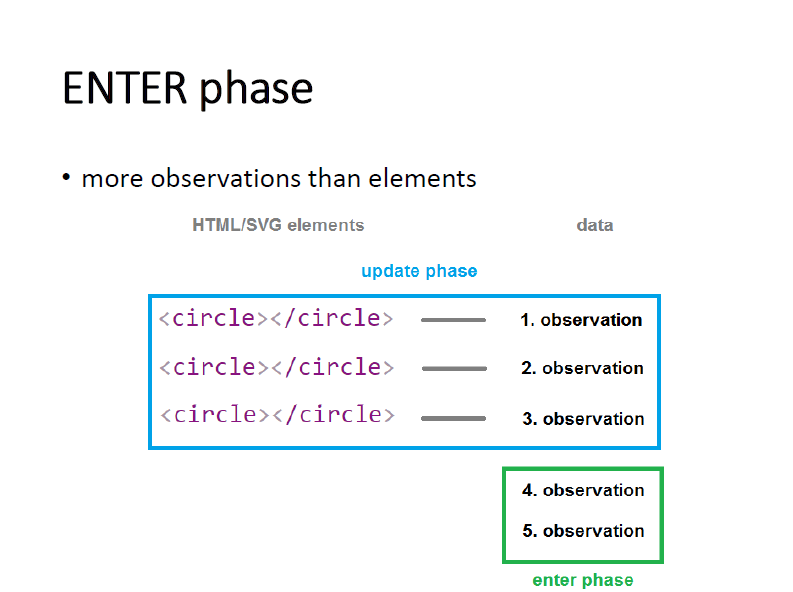 ENTER phase
• more observations than elements
HTML/SVG elements data
update phase
<circle></circle> 1. observation
<circle></circle> 2. observation
<circle></circle> 3. observation
4. observation
5. observation
enter phase